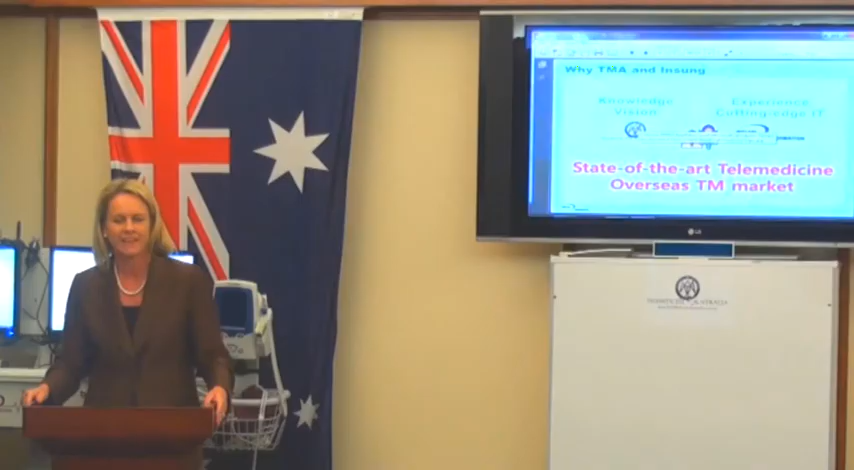 Why TMA and Insung
Knowledge
Vision
Experience
Cutting-edge IT
State-of-the-art Telemedicine
Overseas TM market
LG